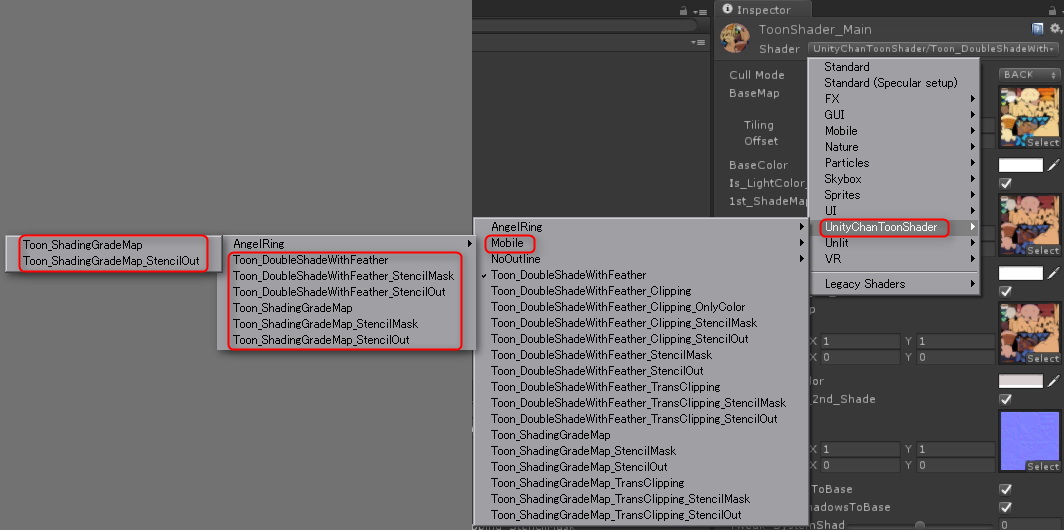 Inspector
ToonShader_Main
Shader
UnityChanToonShader/Toon_DoubleShadeWith
Cull Mode
BACK
BaseMap
Tiling
Offset
Select
BaseColor
Is_LightColor_
1st_ShadeMap
Select
Select
2nd_Shade
X 1 Y 1
X 0 Y 0
X 1 Y 1
X 0 Y 0
Select
ToBase
hadowsToBase
0
Standard
Standard (Specular setup)
FX
GUI
Mobile
Nature
Particles
Skybox
Sprites
UI
UnityChanToonShader
Unlit
VR
Legacy Shaders
AngelRing
Mobile
NoOutline
Toon_DoubleShadeWithFeather
Toon_DoubleShadeWithFeather_Clipping
Toon_DoubleShadeWithFeather_Clipping_OnlyColor
Toon_DoubleShadeWithFeather_Clipping_StencilMask
Toon_DoubleShadeWithFeather_Clipping_StencilOut
Toon_DoubleShadeWithFeather_StencilMask
Toon_DoubleShadeWithFeather_StencilOut
Toon_DoubleShadeWithFeather_TransClipping
Toon_DoubleShadeWithFeather_TransClipping_StencilMask
Toon_DoubleShadeWithFeather_TransClipping_StencilOut
Toon_ShadingGradeMap
Toon_ShadingGradeMap_StencilMask
Toon_ShadingGradeMap_StencilOut
Toon_ShadingGradeMap_TransClipping
Toon_ShadingGradeMap_TransClipping_StencilMask
Toon_ShadingGradeMap_TransClipping_StencilOut
AngelRing
Toon_DoubleShadeWithFeather
Toon_DoubleShadeWithFeather_StencilMask
Toon_DoubleShadeWithFeather_StencilOut
Toon_ShadingGradeMap
Toon_ShadingGradeMap_StencilMask
Toon_ShadingGradeMap_StencilOut
Toon_ShadingGradeMap
Toon_ShadingGradeMap_StencilOut